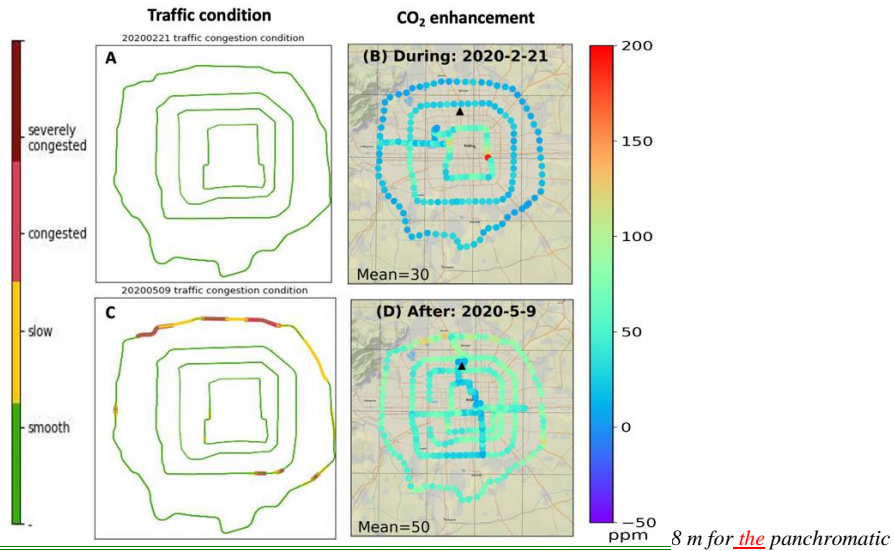 Traffic condition
CO₂ enhancement
20200221 traffic congestion condition
A
(B) During: 2020-2-21
Mean=30
20200509 traffic congestion condition
C
(D) After: 2020-5-9
Mean=50
severely
congested
congested
slow
smooth
200
150
100
50
0
−50
ppm
8 m for the panchromatic